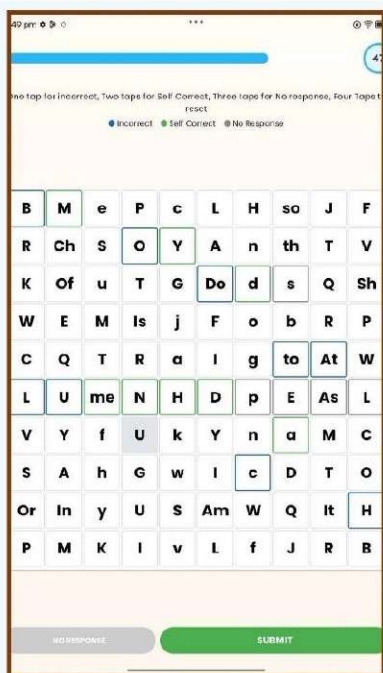 49 pm
47
One tap for incorrect, Two taps for Self Correct, Three taps for No response, Four Tape t
reset
Incorrect Self Correct No Response
B M e P c L H so J F
R Ch S O Y A n th T V
K Of u T G Do d s Q Sh
W E M Is j F o b R P
C Q T R a I g to At W
L U me N H D p E As L
V Y f U k Y n a M C
S A h G w I c D T O
Or In y U S Am W Q It H
P M K I v L f J R B
NO RESPONSE SUBMIT